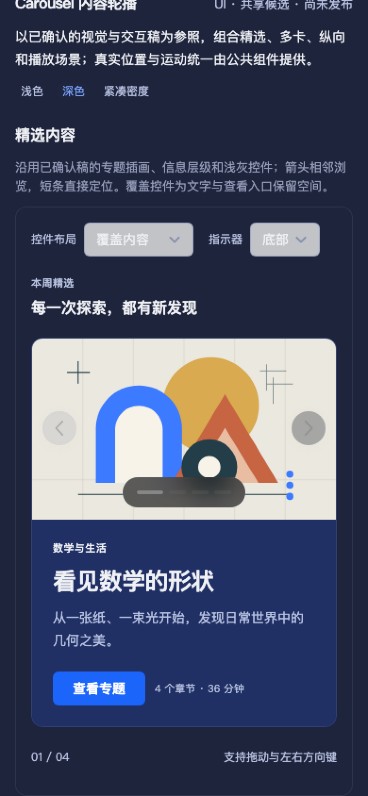 Carousel 内容轮播
UI · 共享候选 · 尚未发布
以已确认的视觉与交互稿为参照，组合精选、多卡、纵向
和播放场景；真实位置与运动统一由公共组件提供。
浅色 深色 紧凑密度
精选内容
沿用已确认稿的专题插画、信息层级和浅灰控件；箭头相邻浏
览，短条直接定位。覆盖控件为文字与查看入口保留空间。
控件布局 覆盖内容 指示器 底部
本周精选
每一次探索，都有新发现
数学与生活
看见数学的形状
从一张纸、一束光开始，发现日常世界中的
几何之美。
查看专题 4 个章节 · 36 分钟
01 / 04 支持拖动与左右方向键